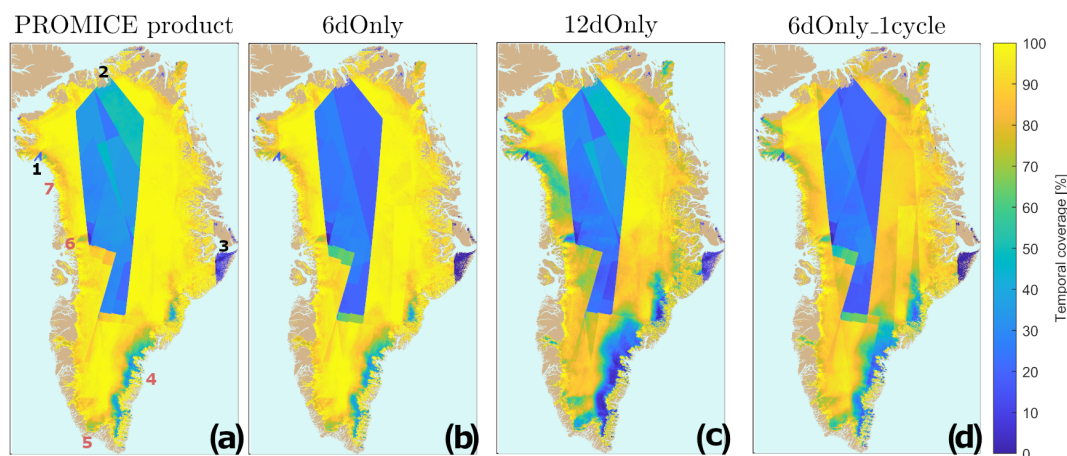 PROMICE product
6dOnly
12dOnly
6dOnly_1cycle
2
1
7
6
3
4
5
(a)
(b)
(c)
(d)
100
90
80
70
60
50
40
30
20
10
0
Temporal coverage [%]